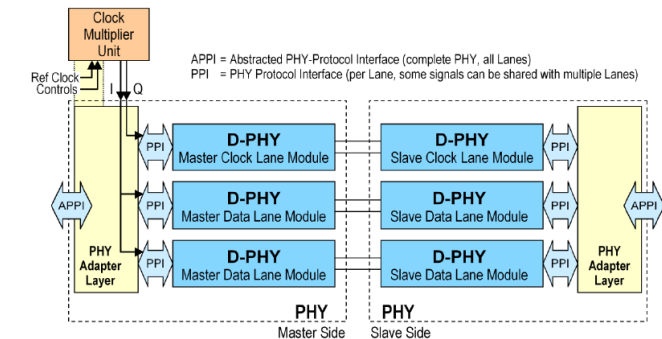 Clock
Multiplier
Unit
APPI = Abstracted PHY-Protocol Interface (complete PHY, all Lanes)
PPI = PHY Protocol Interface (per Lane, some signals can be shared with multiple Lanes)
Ref Clock
Controls
I Q
PPI
D-PHY
Master Clock Lane Module
D-PHY
Slave Clock Lane Module
PPI
APPI
PPI
D-PHY
Master Data Lane Module
D-PHY
Slave Data Lane Module
PPI
APPI
PHY
Adapter
Layer
PPI
D-PHY
Master Data Lane Module
D-PHY
Slave Data Lane Module
PPI
PHY
Adapter
Layer
PHY
Master Side
PHY
Slave Side